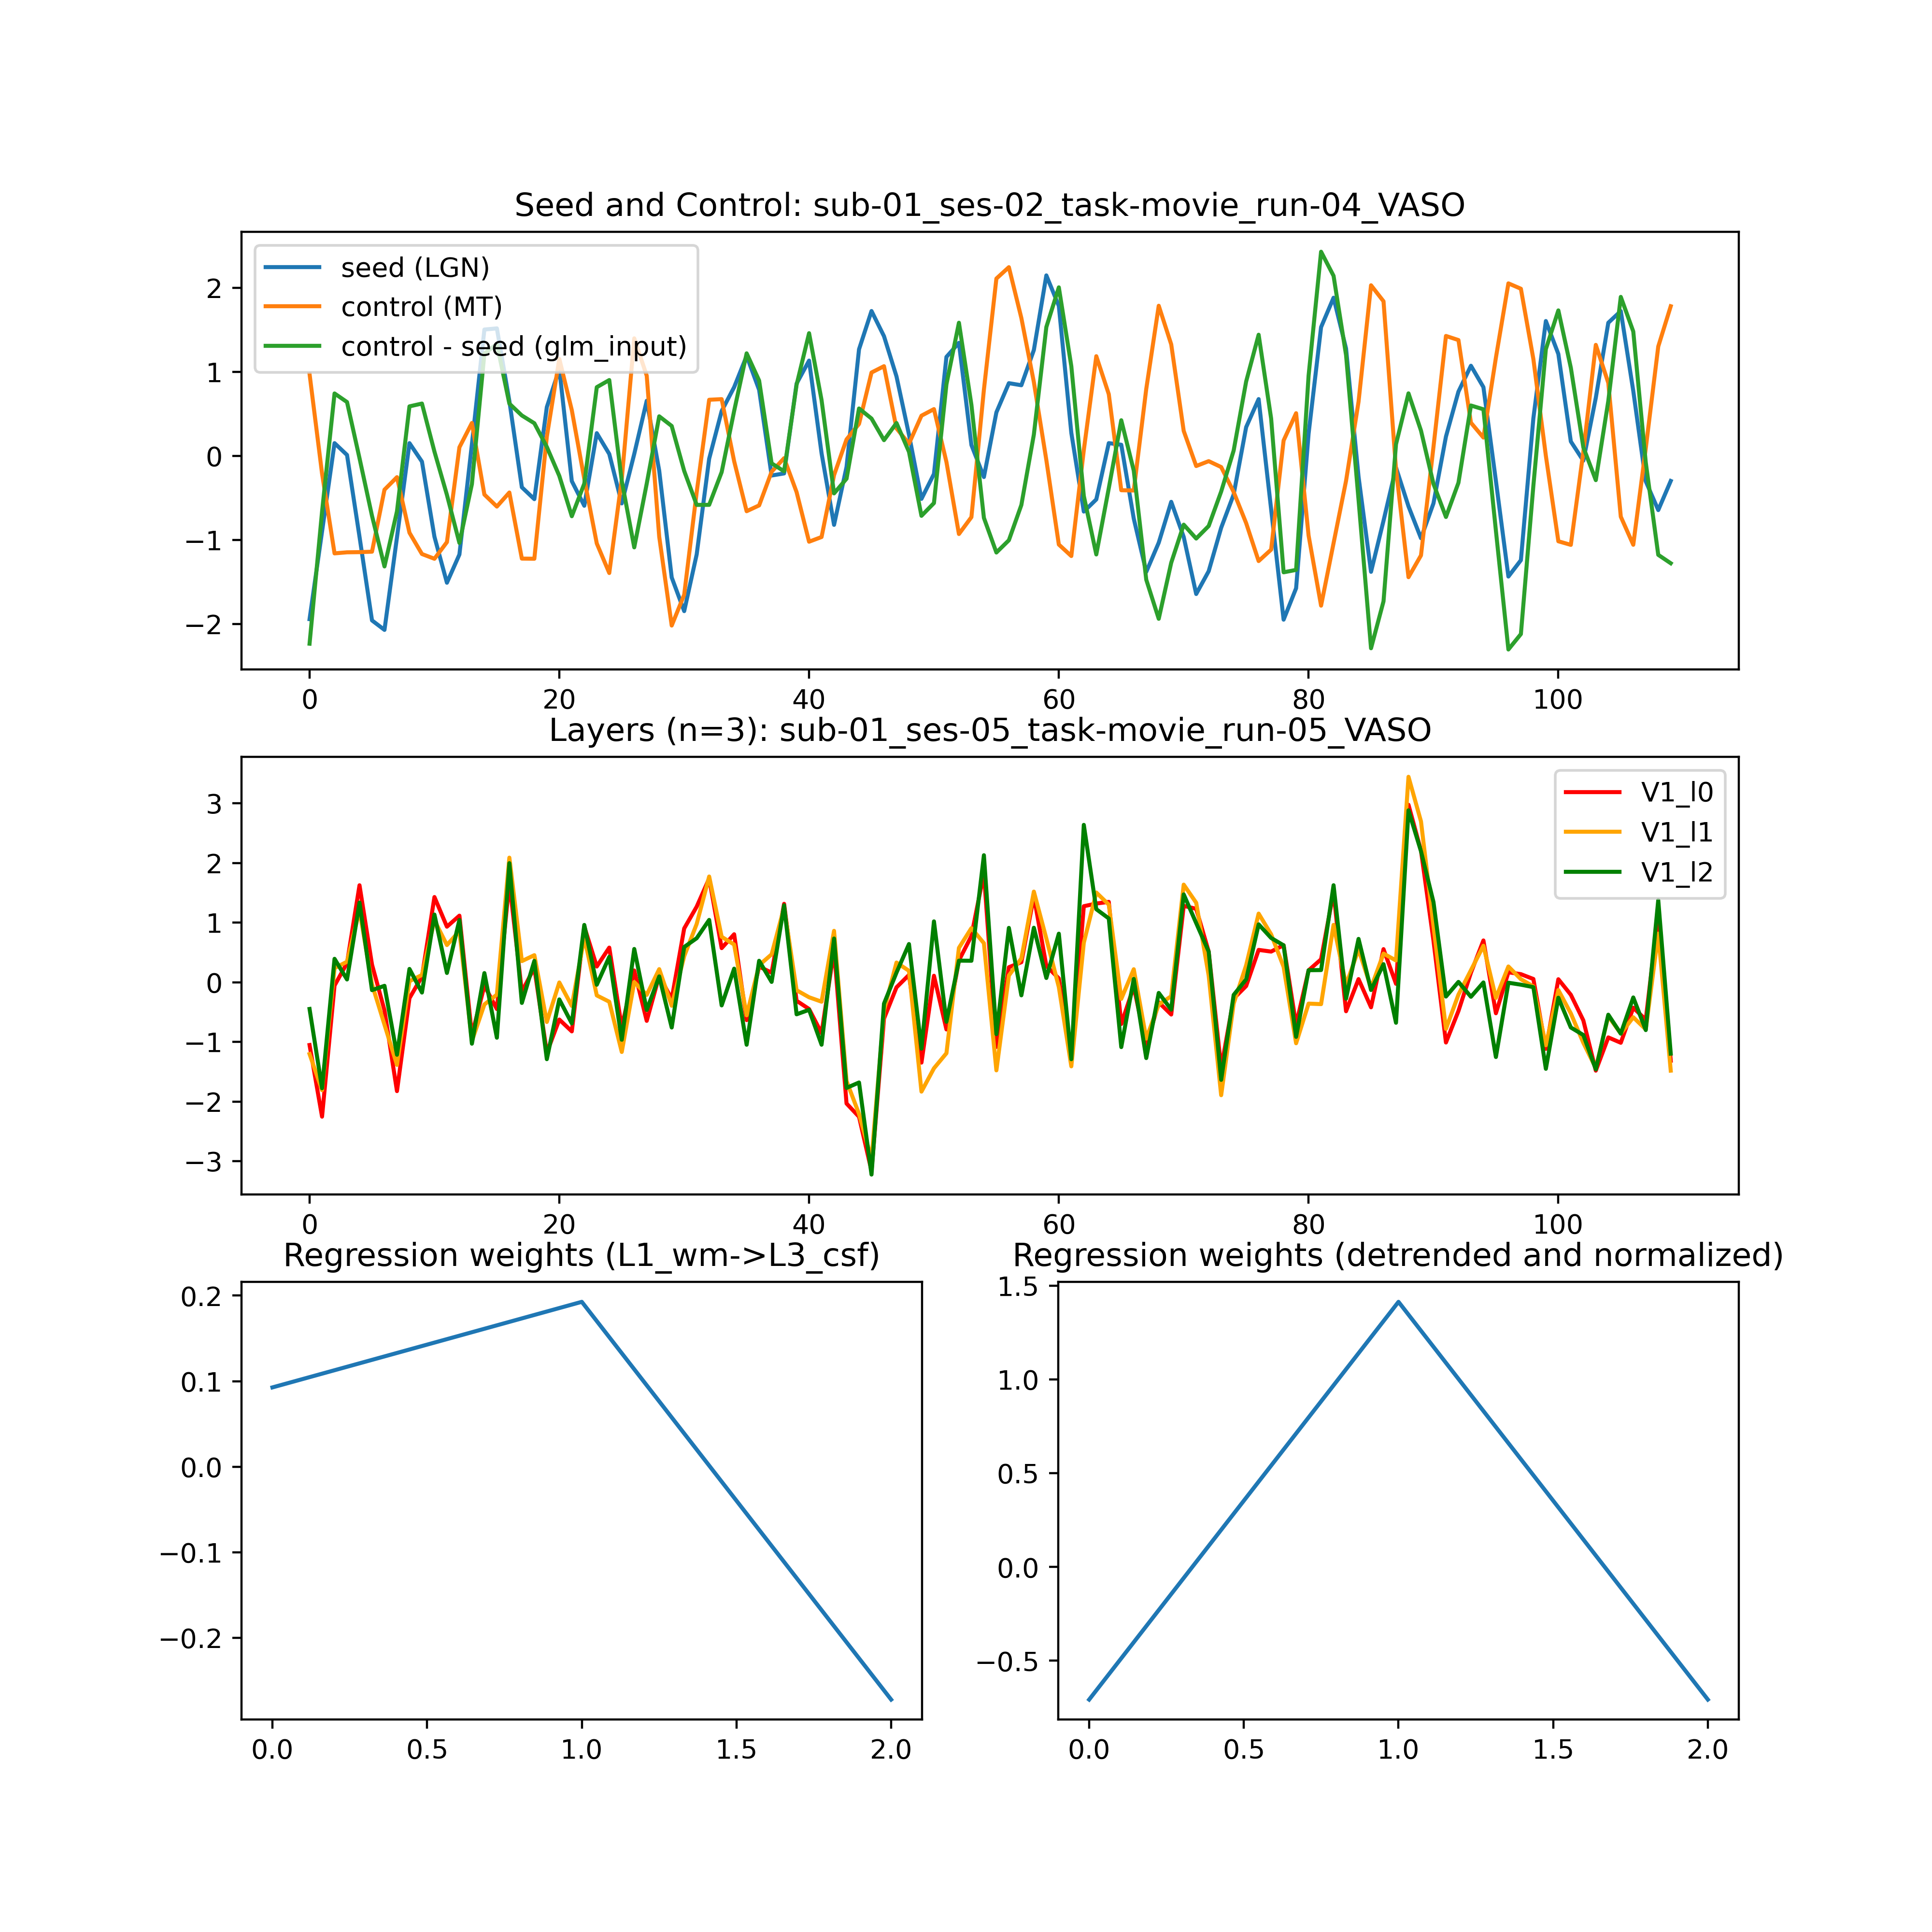 Seed and Control: sub-01_ses-02_task-movie_run-04_VASO
seed (LGN)
control (MT)
control - seed (glm_input)
2
1
0
−1
−2
0 20 40 60 80 100
Layers (n=3): sub-01_ses-05_task-movie_run-05_VASO
V1_l0
V1_l1
V1_l2
3
2
1
0
−1
−2
−3
0 20 40 60 80 100
Regression weights (L1_wm->L3_csf)
0.2
0.1
0.0
−0.1
−0.2
0.0 0.5 1.0 1.5 2.0
Regression weights (detrended and normalized)
1.5
1.0
0.5
0.0
−0.5
0.0 0.5 1.0 1.5 2.0